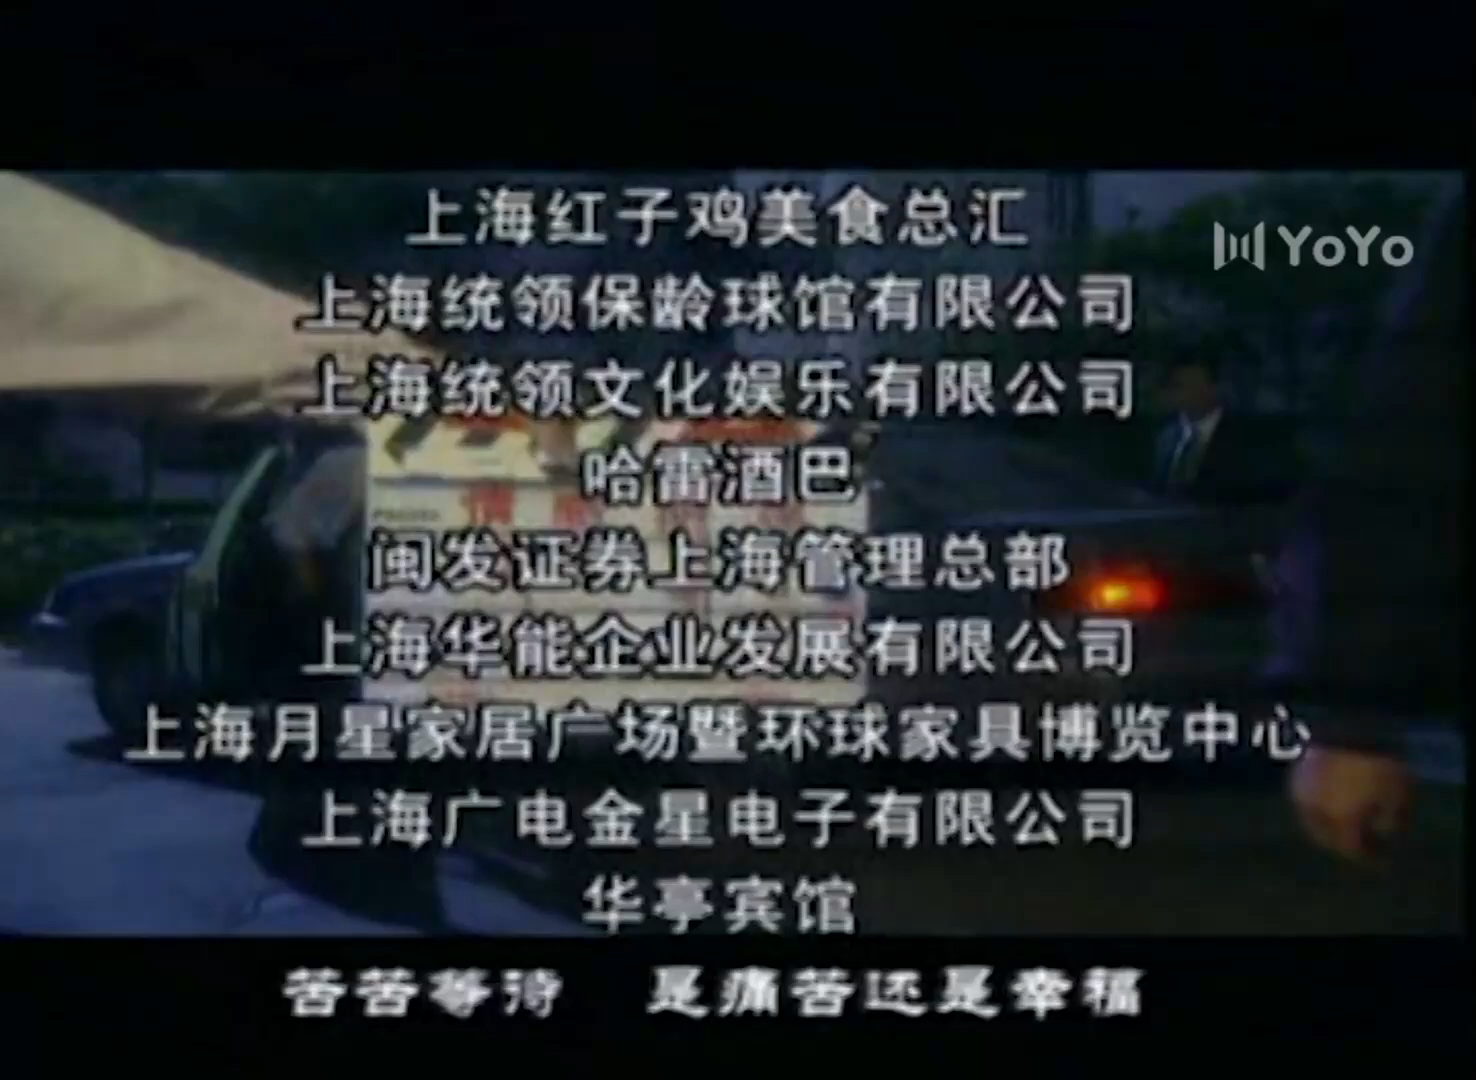 上海红子鸡美食总汇
YoYo
上海统领保龄球馆有限公司
上海统领文化娱乐有限公司
哈雷酒巴
闽发证券上海管理总部
上海华能企业发展有限公司
上海月星家居广场暨环球家具博览中心
上海广电金星电子有限公司
华亭宾馆
苦苦等待 是痛苦还是幸福